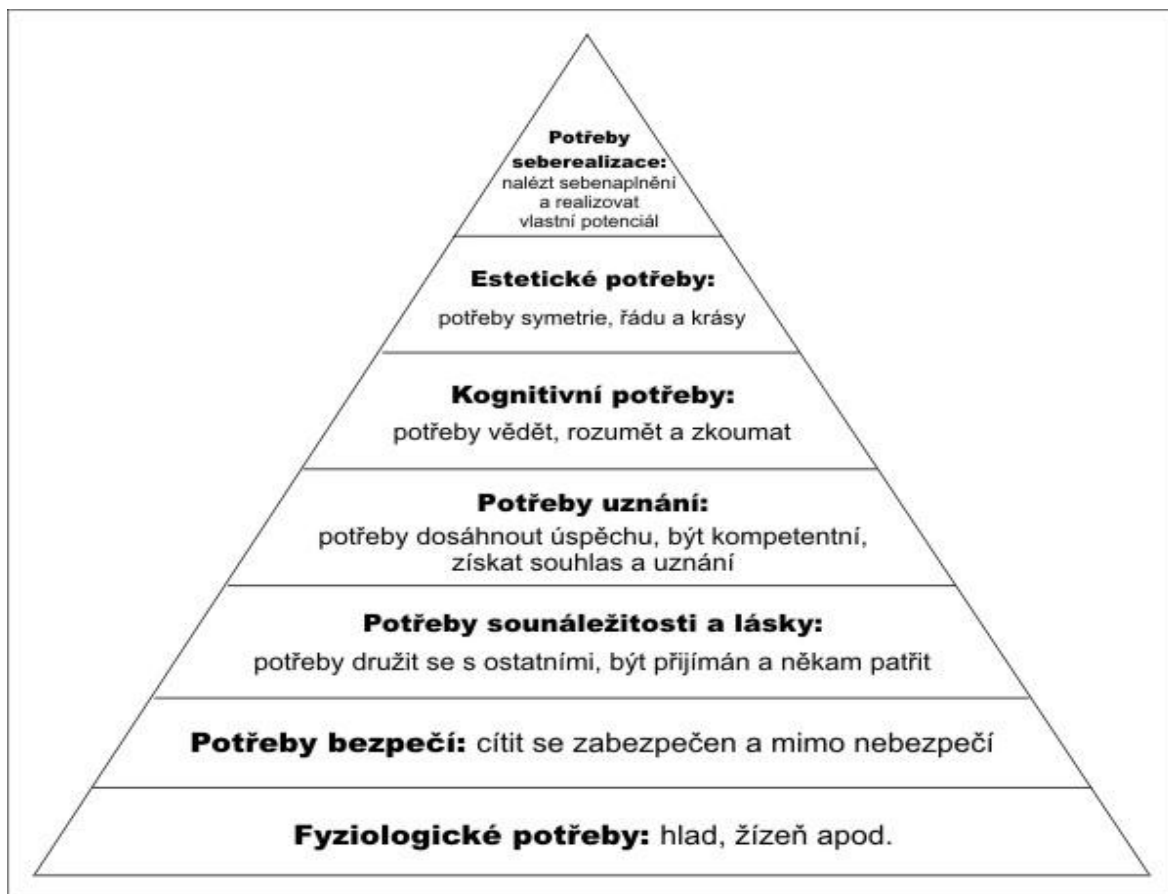 Potřeby
seberealizace:
nalézt sebenaplnění
a realizovat
vlastní potenciál
Estetické potřeby:
potřeby symetrie, řádu a krásy
Kognitivní potřeby:
potřeby vědět, rozumět a zkoumat
Potřeby uznání:
potřeby dosáhnout úspěchu, být kompetentní,
získat souhlas a uznání
Potřeby sounáležitosti a lásky:
potřeby družit se s ostatními, být přijímán a někam patřit
Potřeby bezpečí: cítit se zabezpečen a mimo nebezpečí
Fyziologické potřeby: hlad, žízeň apod.